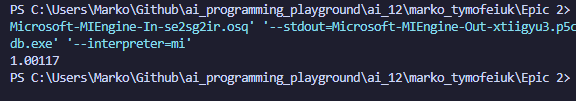 PS C:\Users\Marko\Github\ai_programming_playground\ai_12\marko_tymofeiuk\Epic 2>
Microsoft-MIEngine-In-se2sg2ir.osq' '--stdout=Microsoft-MIEngine-Out-xtiigyu3.p5c
db.exe' '--interpreter=mi'
1.00117
PS C:\Users\Marko\Github\ai_programming_playground\ai_12\marko_tymofeiuk\Epic 2>